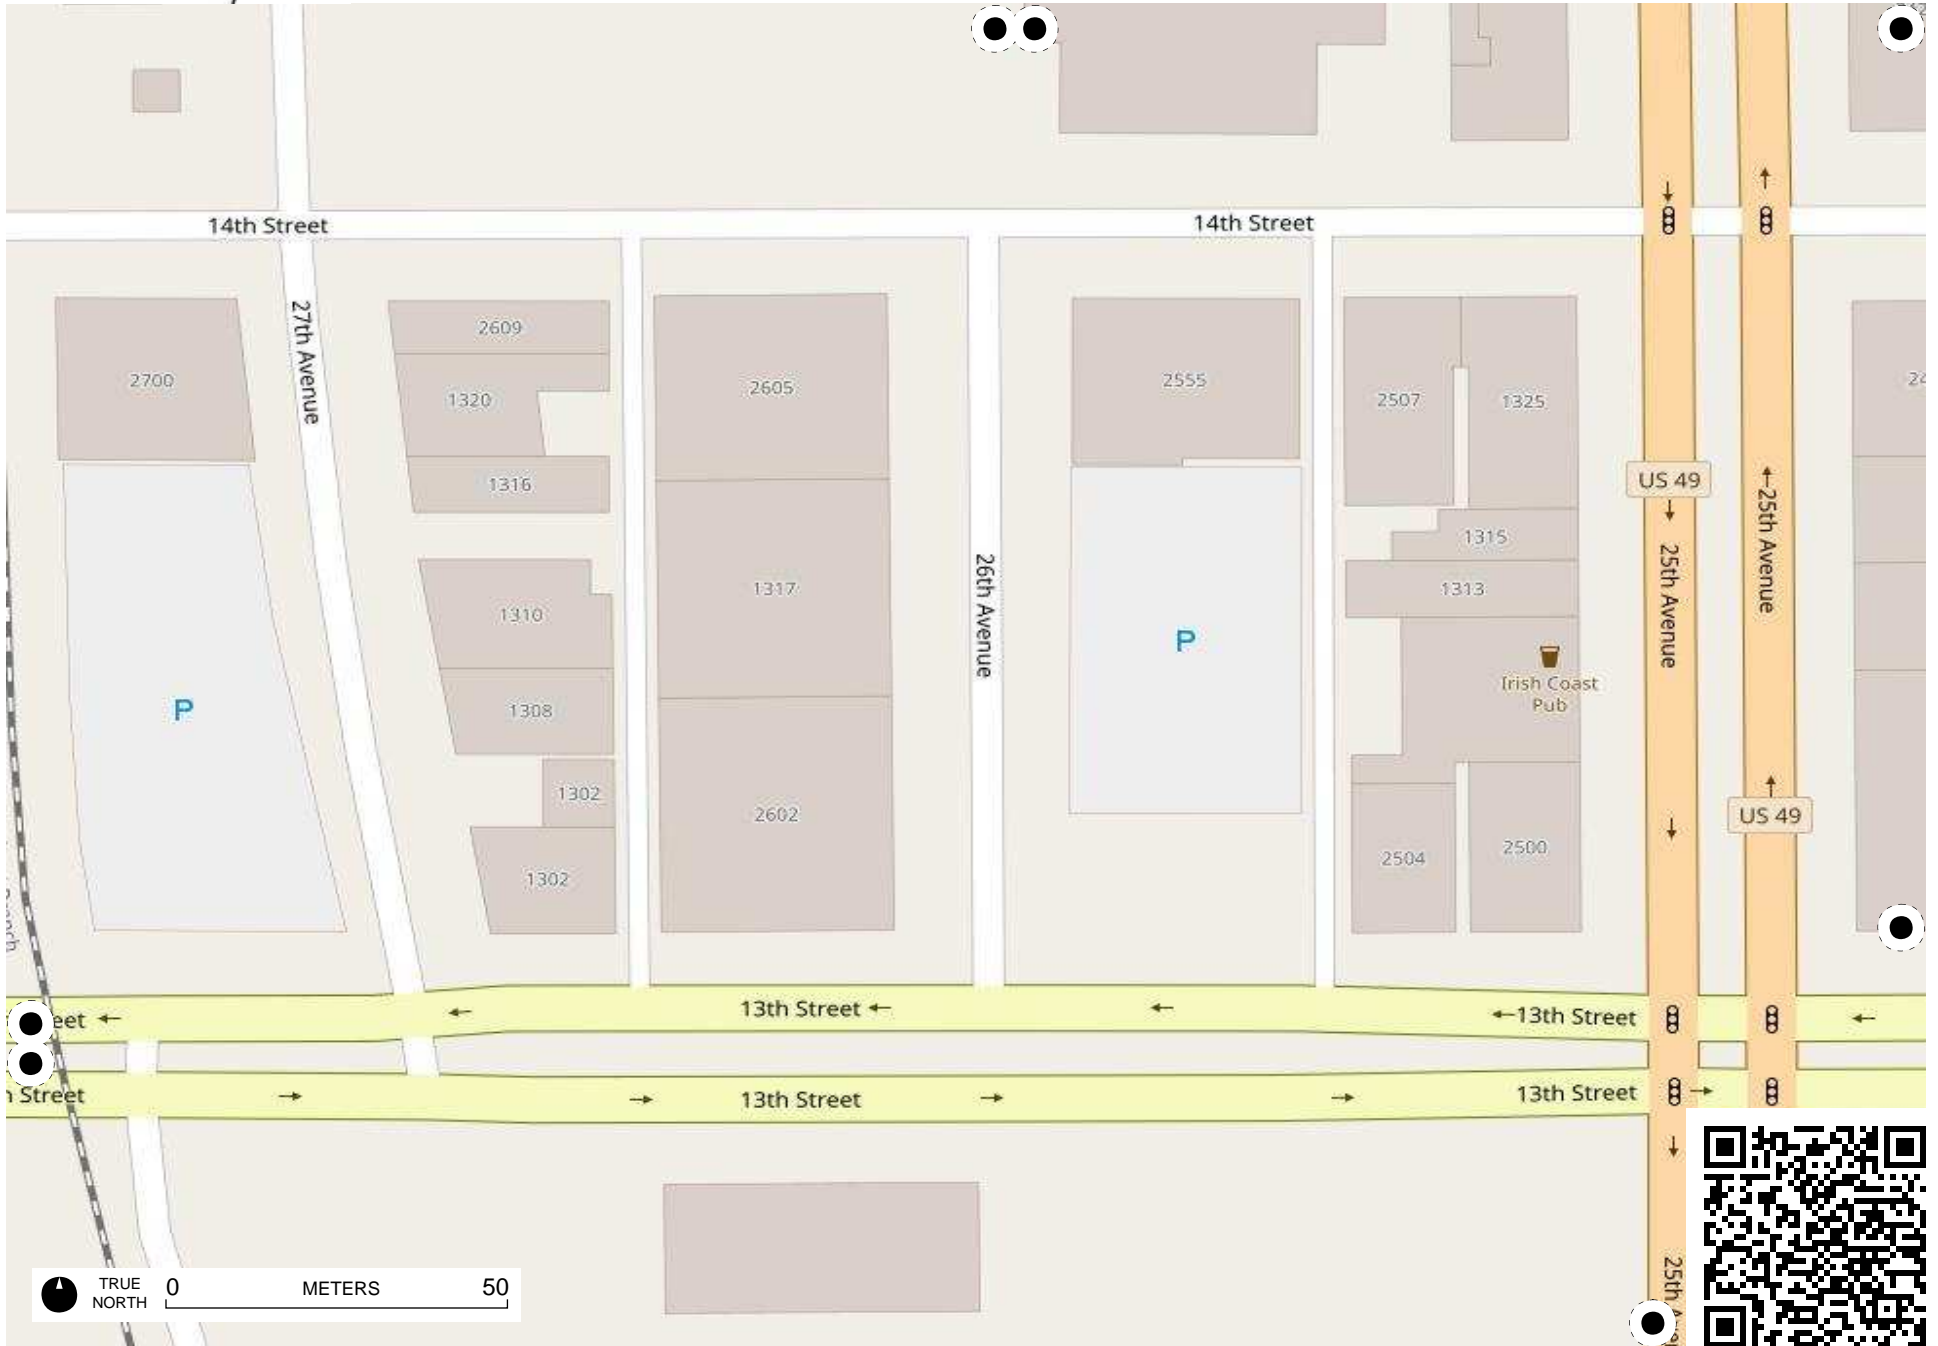 14th Street
14th Street
27th Avenue
2609
2700
1320
2605
2555
2507
1325
US 49
25th Avenue
1316
1315
25th Avenue
26th Avenue
1317
1313
1310
P
Irish Coast
Pub
P
1308
1302
2602
US 49
2504
2500
1302
13th Street
13th Street
eet
Street
13th Street
13th Street
25th
TRUE
NORTH
0
METERS
50